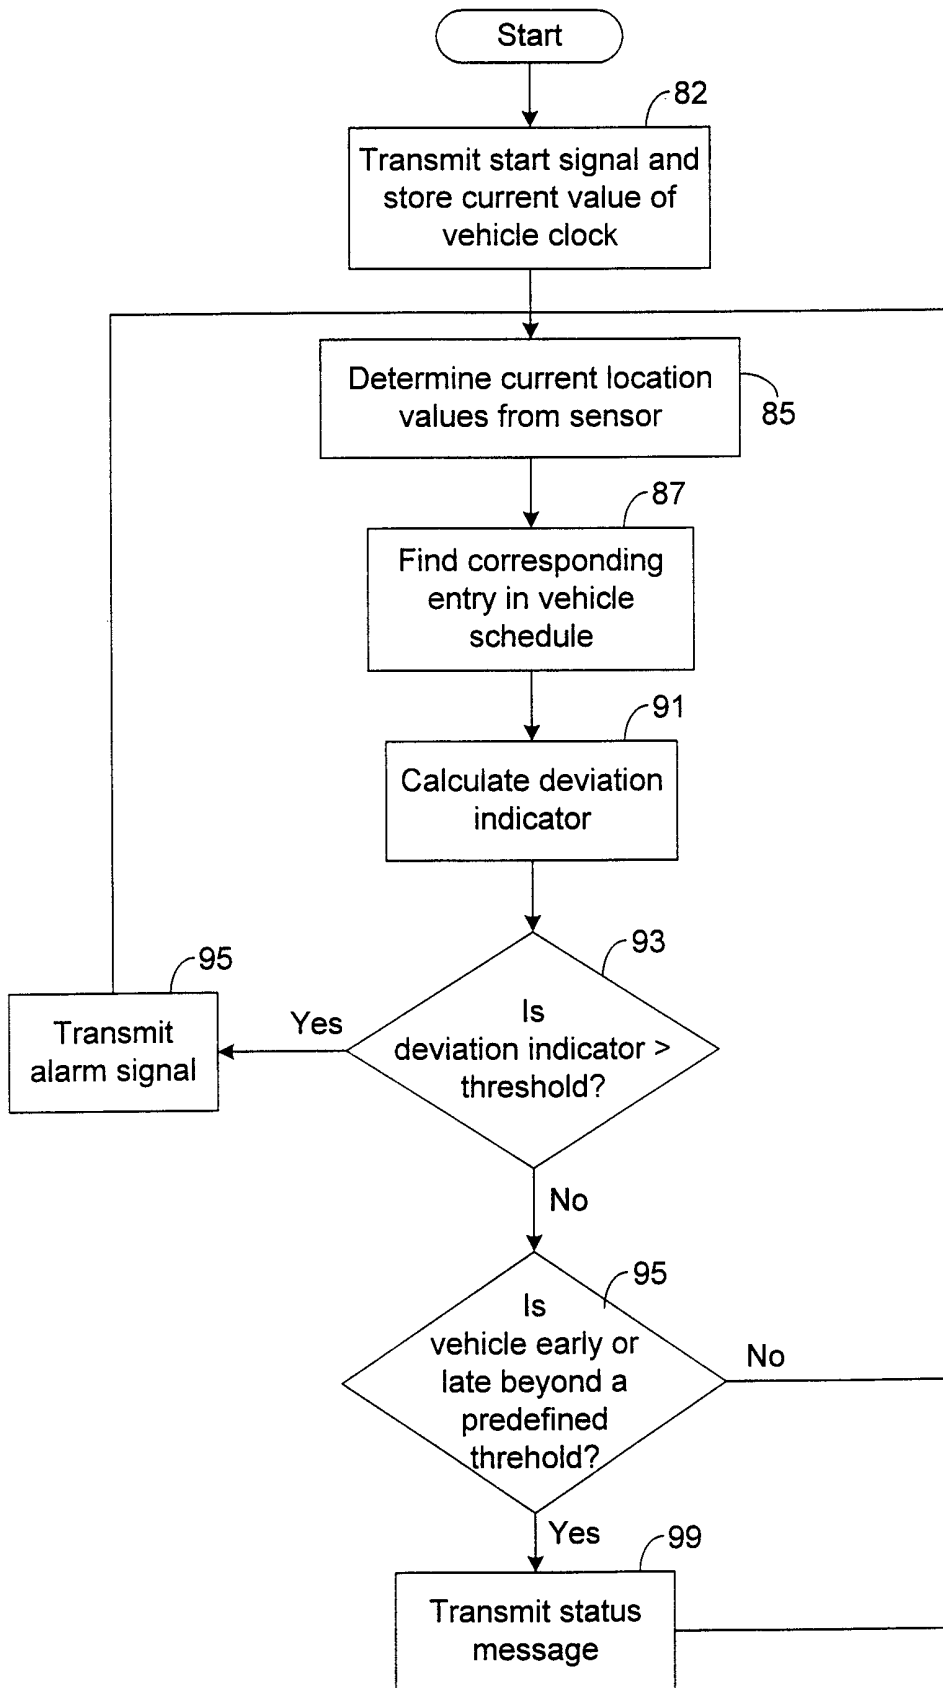 Start
82
Transmit start signal and
store current value of
vehicle clock
Determine current location
values from sensor
85
87
Find corresponding
entry in vehicle
schedule
91
Calculate deviation
indicator
93
Is
deviation indicator >
threshold?
Yes
95
Transmit
alarm signal
No
95
Is
vehicle early or
late beyond a
predefined
threhold?
No
Yes
99
Transmit status
message